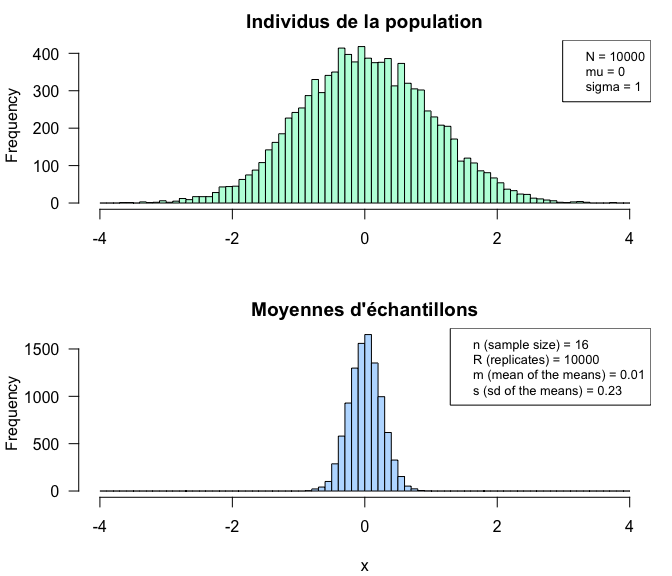 Individus de la population
N = 10000
mu = 0
sigma = 1
Frequency
400
300
200
100
0
-4 -2 0 2 4
Moyennes d'échantillons
n (sample size) = 16
R (replicates) = 10000
m (mean of the means) = 0.01
s (sd of the means) = 0.23
Frequency
1500
1000
500
0
-4 -2 0 2 4
x